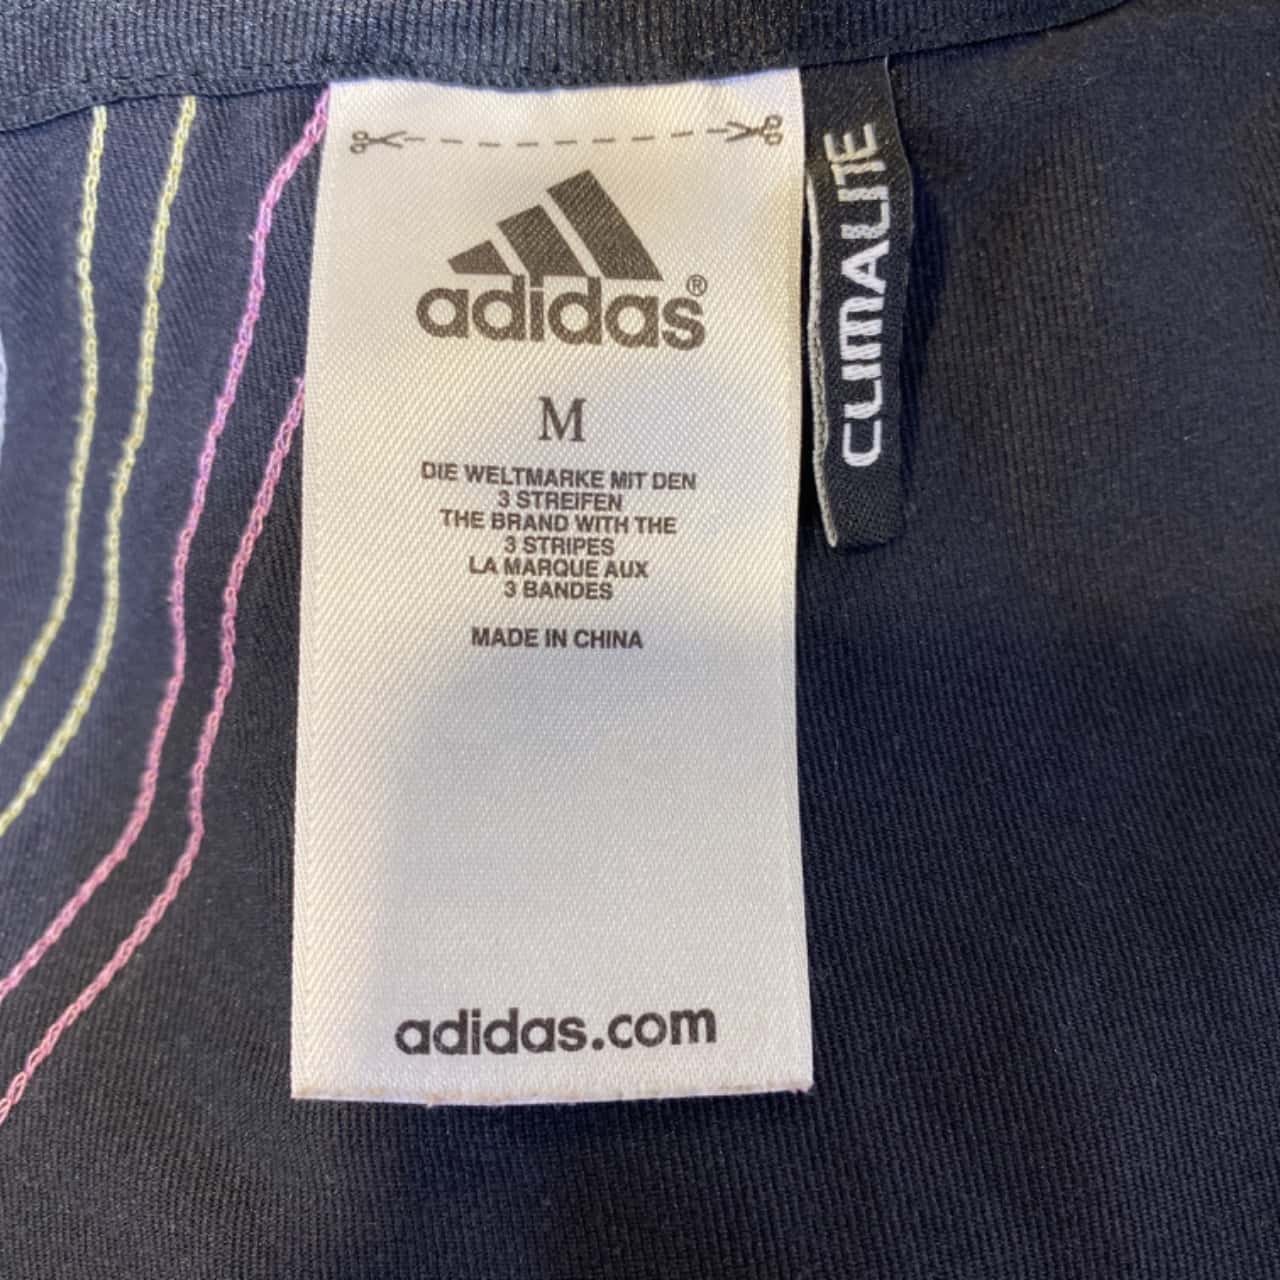 adidas®
M
DIE WELTMARKE MIT DEN
3 STREIFEN
THE BRAND WITH THE
3 STRIPES
LA MARQUE AUX
3 BANDES
MADE IN CHINA
adidas.com
CLIMALITE